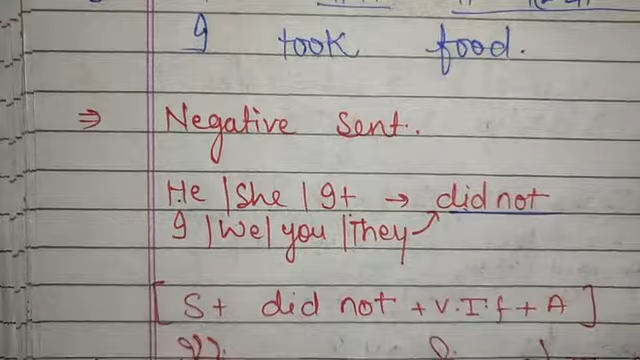 I took food.
⇒ Negative Sent.
He | She | It → did not
I | We | you | They
[ S + did not + V.I.f + A ]